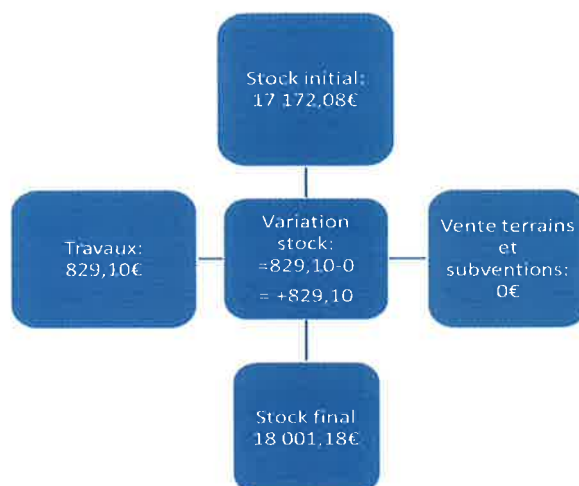 Stock initial:
17 172,08€
Travaux:
829,10€
Variation
stock:
=829,10-0
= +829,10
Vente terrains
et
subventions:
0€
Stock final
18 001,18€